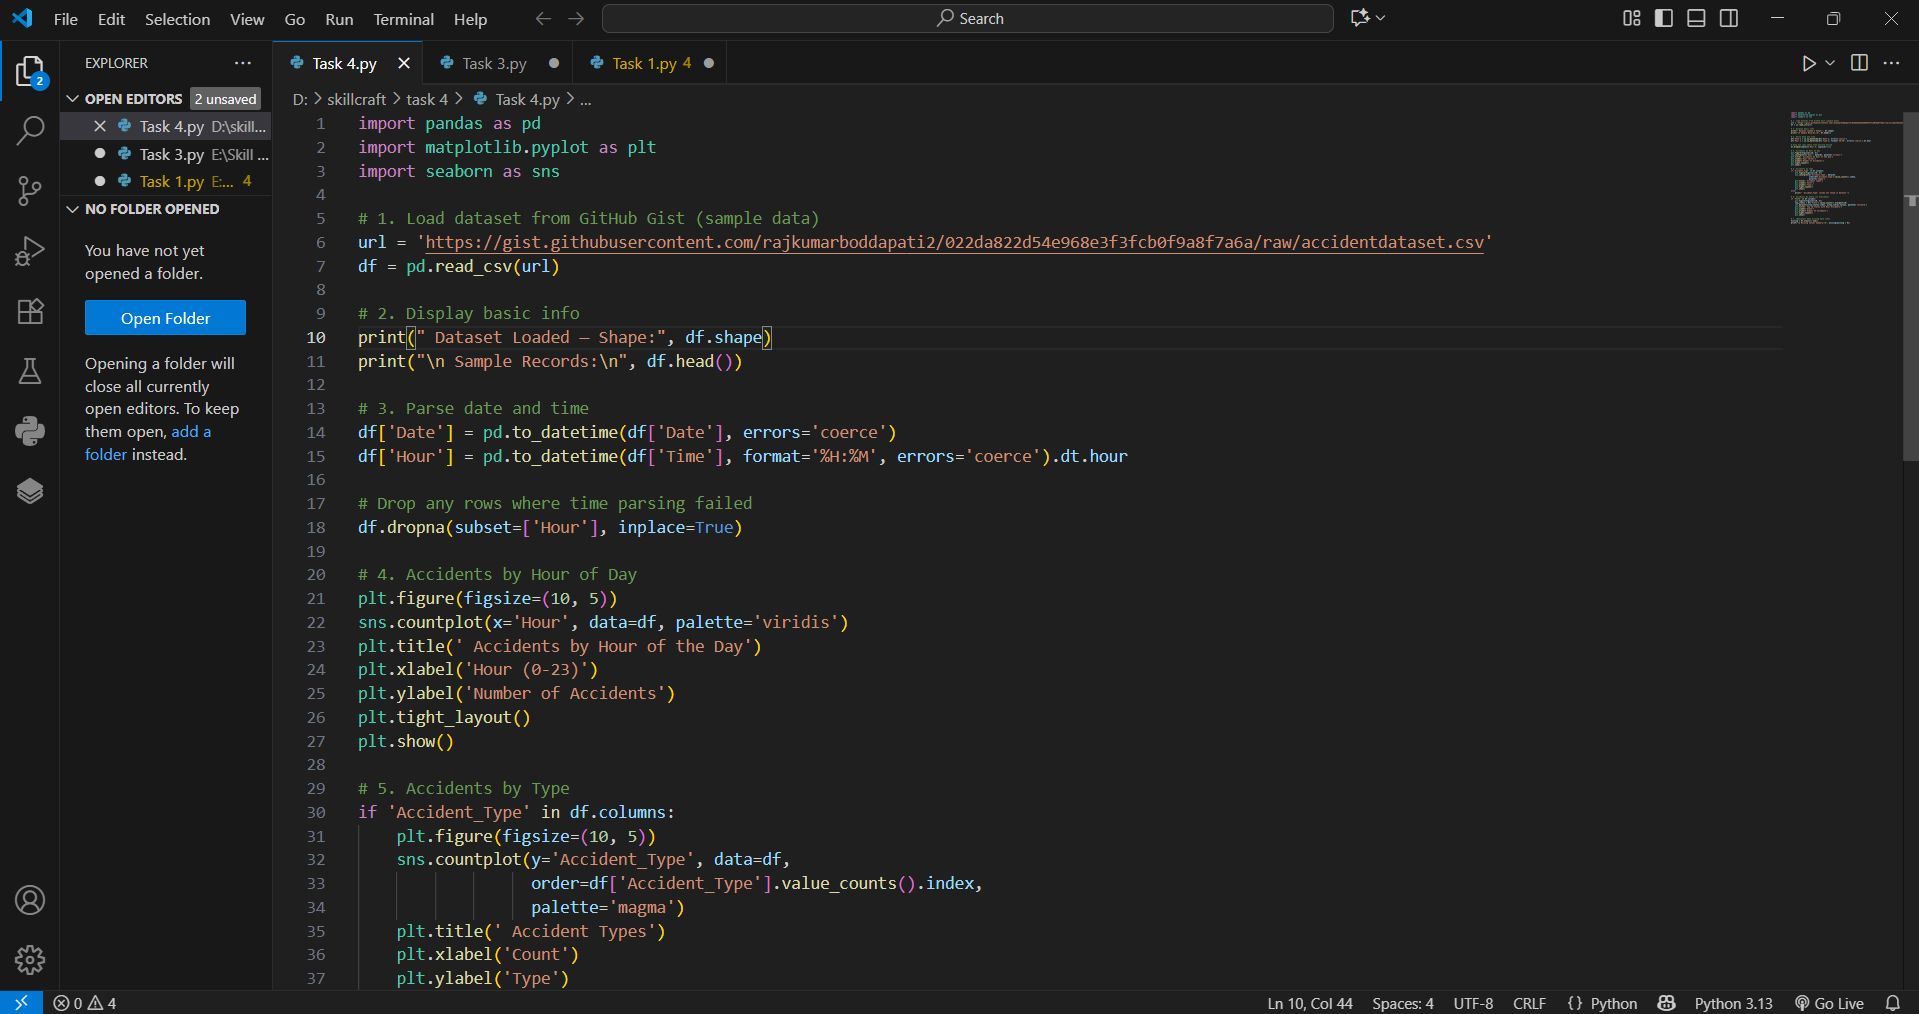 File Edit Selection View Go Run Terminal Help
Search
EXPLORER
2
OPEN EDITORS 2 unsaved
Task 4.py D:\skill...
Task 3.py E:\Skill ...
Task 1.py E:... 4
NO FOLDER OPENED
You have not yet
opened a folder.
Open Folder
Opening a folder will
close all currently
open editors. To keep
them open, add a
folder instead.
Task 4.py
Task 3.py
Task 1.py 4
D: > skillcraft > task 4 > Task 4.py > ...
1 import pandas as pd
2 import matplotlib.pyplot as plt
3 import seaborn as sns
4
5 # 1. Load dataset from GitHub Gist (sample data)
6 url = 'https://gist.githubusercontent.com/rajkumarboddapati2/022da822d54e968e3f3fcb0f9a8f7a6a/raw/accidentdataset.csv'
7 df = pd.read_csv(url)
8
9 # 2. Display basic info
10 print(" Dataset Loaded – Shape:", df.shape)
11 print("\n Sample Records:\n", df.head())
12
13 # 3. Parse date and time
14 df['Date'] = pd.to_datetime(df['Date'], errors='coerce')
15 df['Hour'] = pd.to_datetime(df['Time'], format='%H:%M', errors='coerce').dt.hour
16
17 # Drop any rows where time parsing failed
18 df.dropna(subset=['Hour'], inplace=True)
19
20 # 4. Accidents by Hour of Day
21 plt.figure(figsize=(10, 5))
22 sns.countplot(x='Hour', data=df, palette='viridis')
23 plt.title(' Accidents by Hour of the Day')
24 plt.xlabel('Hour (0-23)')
25 plt.ylabel('Number of Accidents')
26 plt.tight_layout()
27 plt.show()
28
29 # 5. Accidents by Type
30 if 'Accident_Type' in df.columns:
31 plt.figure(figsize=(10, 5))
32 sns.countplot(y='Accident_Type', data=df,
33 order=df['Accident_Type'].value_counts().index,
34 palette='magma')
35 plt.title(' Accident Types')
36 plt.xlabel('Count')
37 plt.ylabel('Type')
0 4
Ln 10, Col 44 Spaces: 4 UTF-8 CRLF {} Python Python 3.13 Go Live